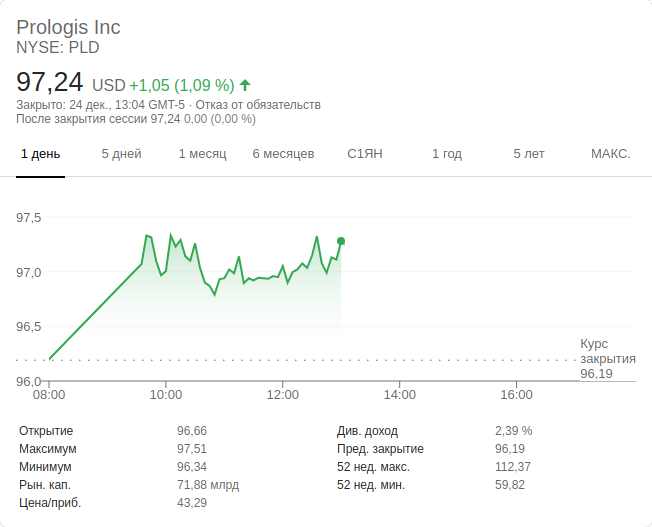 Prologis Inc
NYSE: PLD
97,24 USD +1,05 (1,09 %)
Закрыто: 24 дек., 13:04 GMT-5 · Отказ от обязательств
После закрытия сессии 97,24 0,00 (0,00 %)
1 день 5 дней 1 месяц 6 месяцев С1ЯН 1 год 5 лет МАКС.
97,5
97,0
96,5
Курс
закрытия
96,19
96,0
08:00 10:00 12:00 14:00 16:00
Открытие 96,66 Див. доход 2,39 %
Максимум 97,51 Пред. закрытие 96,19
Минимум 96,34 52 нед. макс. 112,37
Рын. кап. 71,88 млрд 52 нед. мин. 59,82
Цена/приб. 43,29